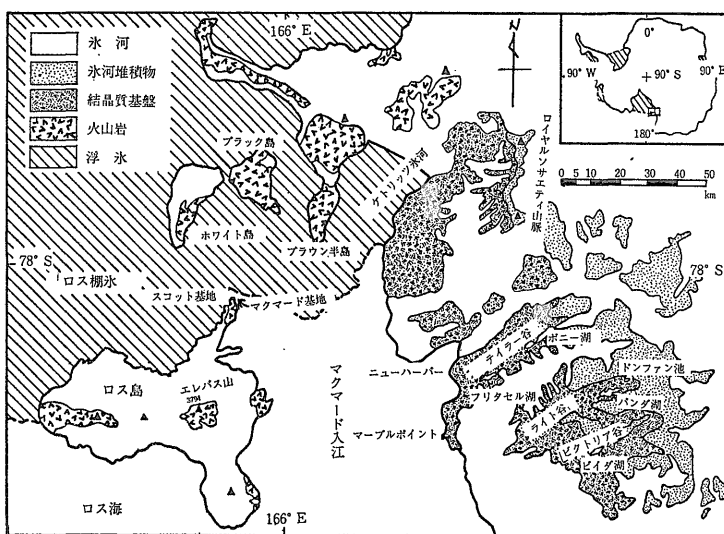 氷河
氷河堆積物
結晶質基盤
火山岩
浮氷
166° E
N
0°
90° W
90° S
90° E
180°
0 5 10 20 30 40 50
km
ブラック島
ホワイト島
ブラウン半島
ケトリッツ氷河
ロイヤルソサエティ山脈
78° S
78° S
ロス棚氷
スコット基地
マクマード基地
ロス島
エレバス山
3794
マクマード入江
ニューハーバー
テイラー谷
ボニー湖
フリクセル湖
ドンファン池
バンダ湖
ライト谷
ビクトリア谷
ビイダ湖
マーブルポイント
ロス海
166° E